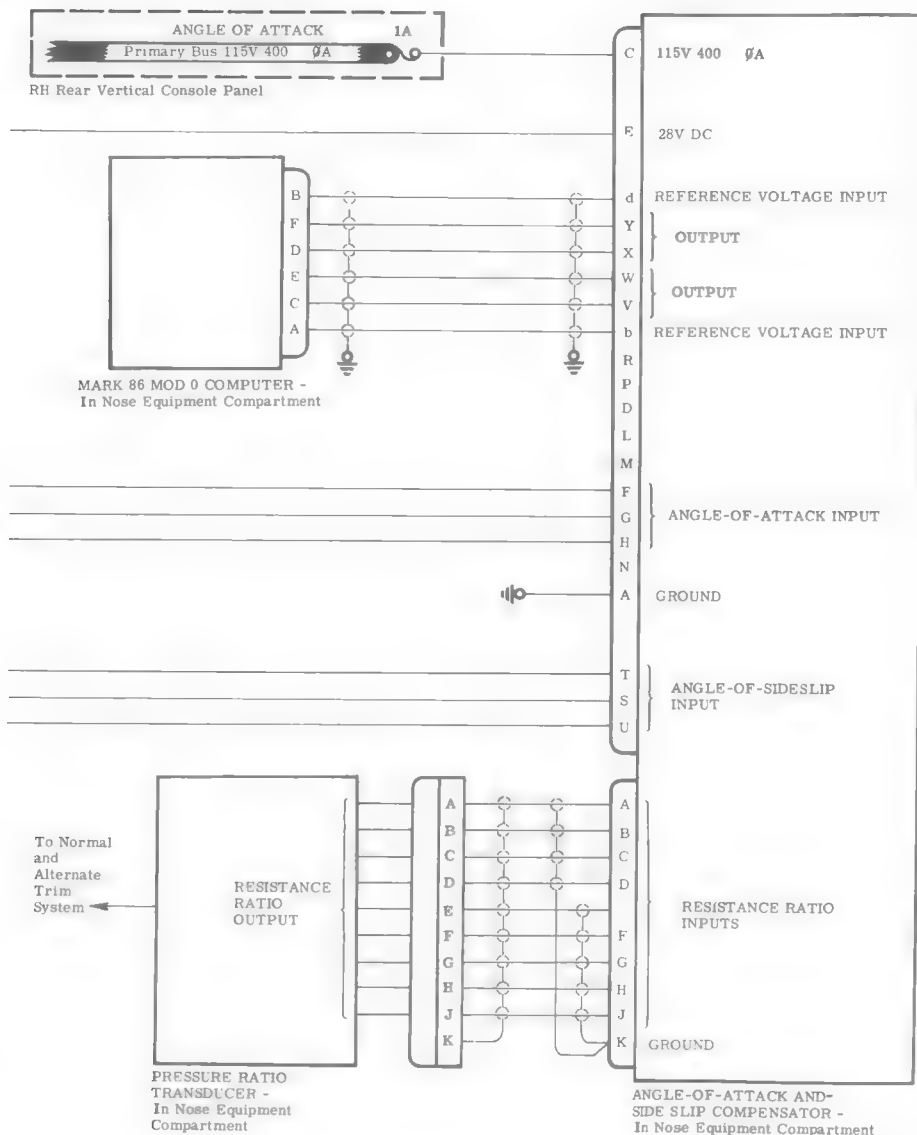 ANGLE OF ATTACK 1A
Primary Bus 115V 400 ØA
RH Rear Vertical Console Panel
C 115V 400 ØA
E 28V DC
B
F
D
E
C
A
MARK 86 MOD 0 COMPUTER -
In Nose Equipment Compartment
d REFERENCE VOLTAGE INPUT
Y
OUTPUT
X
W
OUTPUT
V
b REFERENCE VOLTAGE INPUT
R
P
D
L
M
F
G ANGLE-OF-ATTACK INPUT
H
N
A GROUND
T
S ANGLE-OF-SIDESLIP
INPUT
U
To Normal
and
Alternate
Trim
System
RESISTANCE
RATIO
OUTPUT
A
B
C
D
E
F
G
H
J
K
A
B
C
D
F
G
H
J
K GROUND
RESISTANCE RATIO
INPUTS
PRESSURE RATIO
TRANSDUCER -
In Nose Equipment
Compartment
ANGLE-OF-ATTACK AND-
SIDE SLIP COMPENSATOR -
In Nose Equipment Compartment